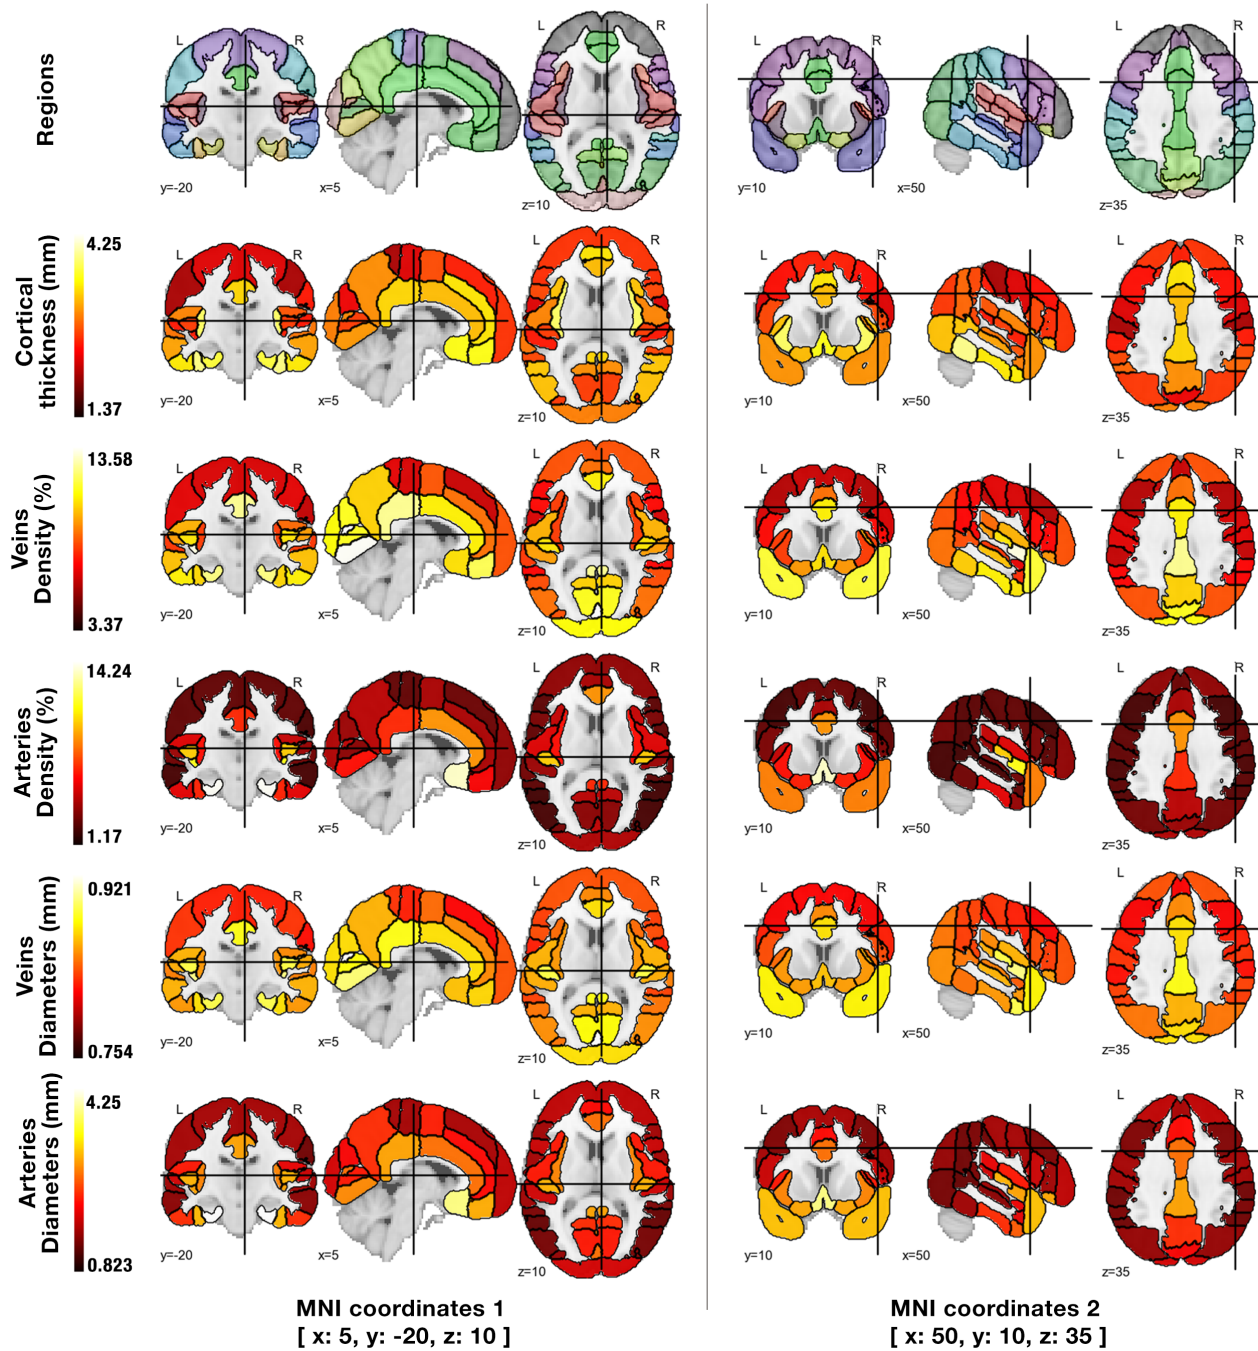 Regions
L R
y=-20 x=5 z=10
L R
y=10 x=50 z=35
Cortical
thickness (mm)
4.25
1.37
L R L R
y=-20 x=5 z=10
L R L R
y=10 x=50 z=35
Veins
Density (%)
13.58
3.37
L R L R
y=-20 x=5 z=10
L R L R
y=10 x=50 z=35
Arteries
Density (%)
14.24
1.17
L R L R
y=-20 x=5 z=10
L R L R
y=10 x=50 z=35
Veins
Diameters (mm)
0.921
0.754
L R L R
y=-20 x=5 z=10
L R L R
y=10 x=50 z=35
Arteries
Diameters (mm)
4.25
0.823
L R L R
y=-20 x=5 z=10
L R L R
y=10 x=50 z=35
MNI coordinates 1
[ x: 5, y: -20, z: 10 ]
MNI coordinates 2
[ x: 50, y: 10, z: 35 ]